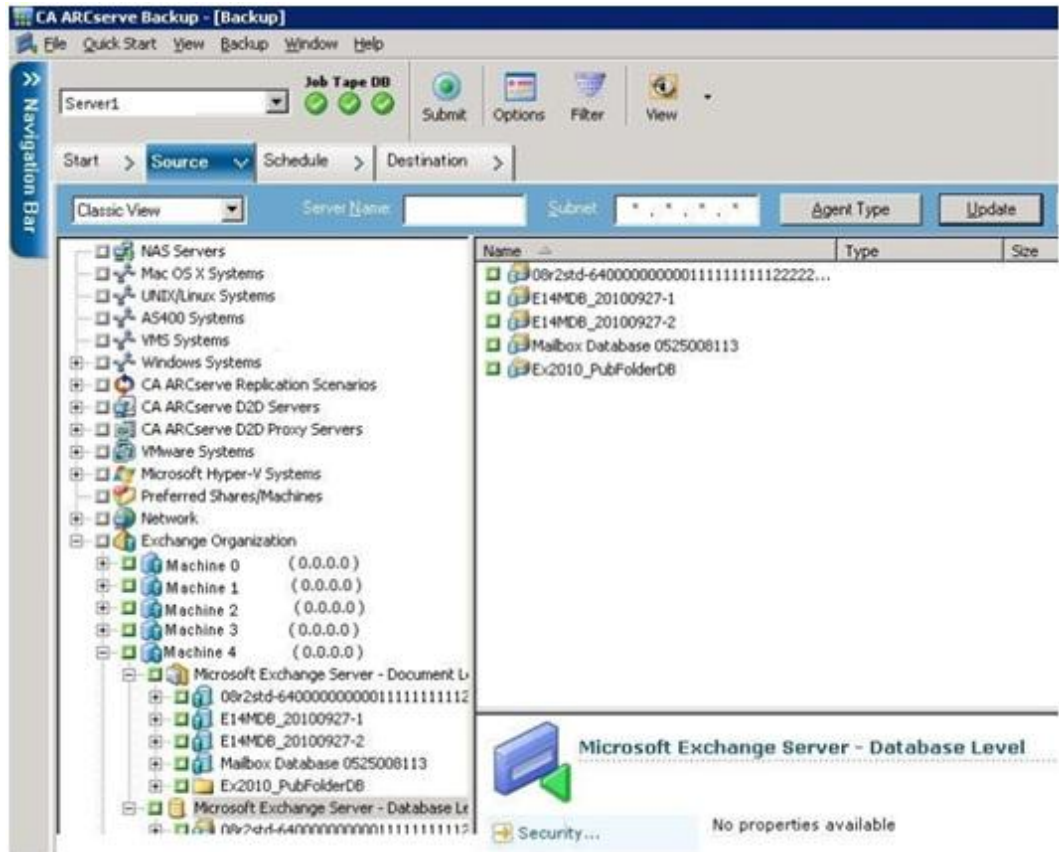 CA ARCserve Backup - [Backup]
File Quick Start View Backup Window Help
Navigation Bar
Server1
Job Tape DB
Submit Options Filter View
Start > Source Schedule > Destination >
Classic View Server Name Subnet * . * . * . * Agent Type Update
NAS Servers
Mac OS X Systems
UNIX/Linux Systems
AS400 Systems
VMS Systems
Windows Systems
CA ARCserve Replication Scenarios
CA ARCserve D2D Servers
CA ARCserve D2D Proxy Servers
VMware Systems
Microsoft Hyper-V Systems
Preferred Shares/Machines
Network
Exchange Organization
Machine 0 (0.0.0.0)
Machine 1 (0.0.0.0)
Machine 2 (0.0.0.0)
Machine 3 (0.0.0.0)
Machine 4 (0.0.0.0)
Microsoft Exchange Server - Document L
E14MDB_20100927-1
E14MDB_20100927-2
Mailbox Database 0525008113
Ex2010_PubFolderDB
Microsoft Exchange Server - Database Le
Name Type Size
E14MDB_20100927-1
E14MDB_20100927-2
Mailbox Database 0525008113
Ex2010_PubFolderDB
Microsoft Exchange Server - Database Level
Security...
No properties available